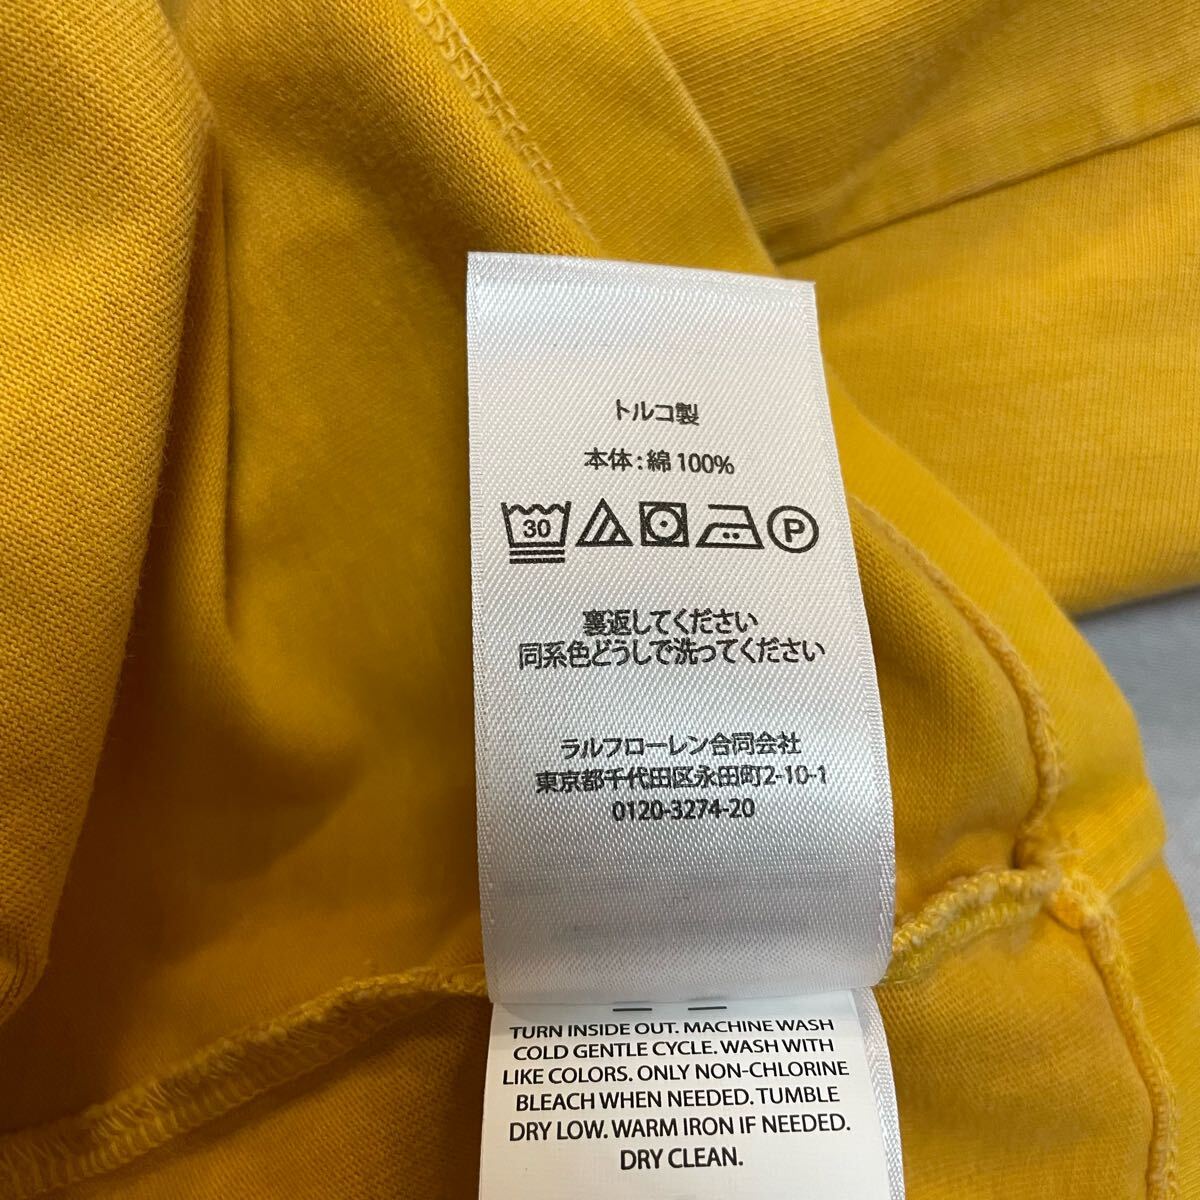 トルコ製
本体:綿 100%
30 P
裏返してください
同系色どうしで洗ってください
ラルフローレン合同会社
東京都千代田区永田町2-10-1
0120-3274-20
TURN INSIDE OUT. MACHINE WASH
COLD GENTLE CYCLE. WASH WITH
LIKE COLORS. ONLY NON-CHLORINE
BLEACH WHEN NEEDED. TUMBLE
DRY LOW. WARM IRON IF NEEDED.
DRY CLEAN.